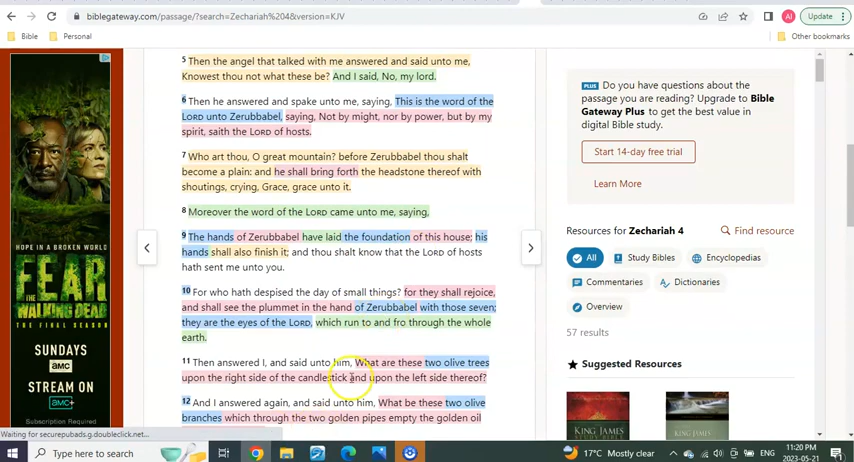 biblegateway.com/passage/?search=Zechariah%204&version=KJV
AI
Update
Bible
Personal
Other bookmarks
5 Then the angel that talked with me answered and said unto me,
Knowest thou not what these be? And I said, No, my lord.
6 Then he answered and spake unto me, saying, This is the word of the
LORD unto Zerubbabel, saying, Not by might, nor by power, but by my
spirit, saith the LORD of hosts.
7 Who art thou, O great mountain? before Zerubbabel thou shalt
become a plain: and he shall bring forth the headstone thereof with
shoutings, crying, Grace, grace unto it.
8 Moreover the word of the LORD came unto me, saying,
9 The hands of Zerubbabel have laid the foundation of this house; his
hands shall also finish it; and thou shalt know that the LORD of hosts
hath sent me unto you.
10 For who hath despised the day of small things? for they shall rejoice,
and shall see the plummet in the hand of Zerubbabel with those seven;
they are the eyes of the LORD, which run to and fro through the whole
earth.
11 Then answered I, and said unto him, What are these two olive trees
upon the right side of the candlestick and upon the left side thereof?
12 And I answered again, and said unto him, What be these two olive
branches which through the two golden pipes empty the golden oil
HOPE IN A BROKEN WORLD
FEAR
THE WALKING DEAD
THE FINAL SEASON
SUNDAYS
amc
STREAM ON
amc+
Subscription Required
PLUS Do you have questions about the
passage you are reading? Upgrade to Bible
Gateway Plus to get the best value in
digital Bible study.
Start 14-day free trial
Learn More
Resources for Zechariah 4
Find resource
All
Study Bibles
Encyclopedias
Commentaries
Dictionaries
Overview
57 results
Suggested Resources
KING JAMES
KING JAMES
Waiting for securepubads.g.doubleclick.net...
Type here to search
17°C Mostly clear
ENG
11:20 PM
2023-05-21